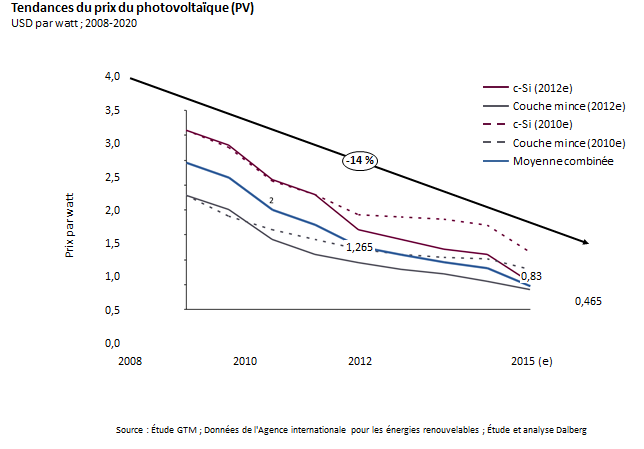 Tendances du prix du photovoltaïque (PV)
USD par watt ; 2008-2020
4,0
3,5
3,0
2,5
2,0
1,5
1,0
0,5
0,0
Prix par watt
c-Si (2012e)
Couche mince (2012e)
c-Si (2010e)
Couche mince (2010e)
Moyenne combinée
-14 %
2
1,265
0,83
0,465
2008
2010
2012
2015 (e)
Source : Étude GTM ; Données de l'Agence internationale pour les énergies renouvelables ; Étude et analyse Dalberg